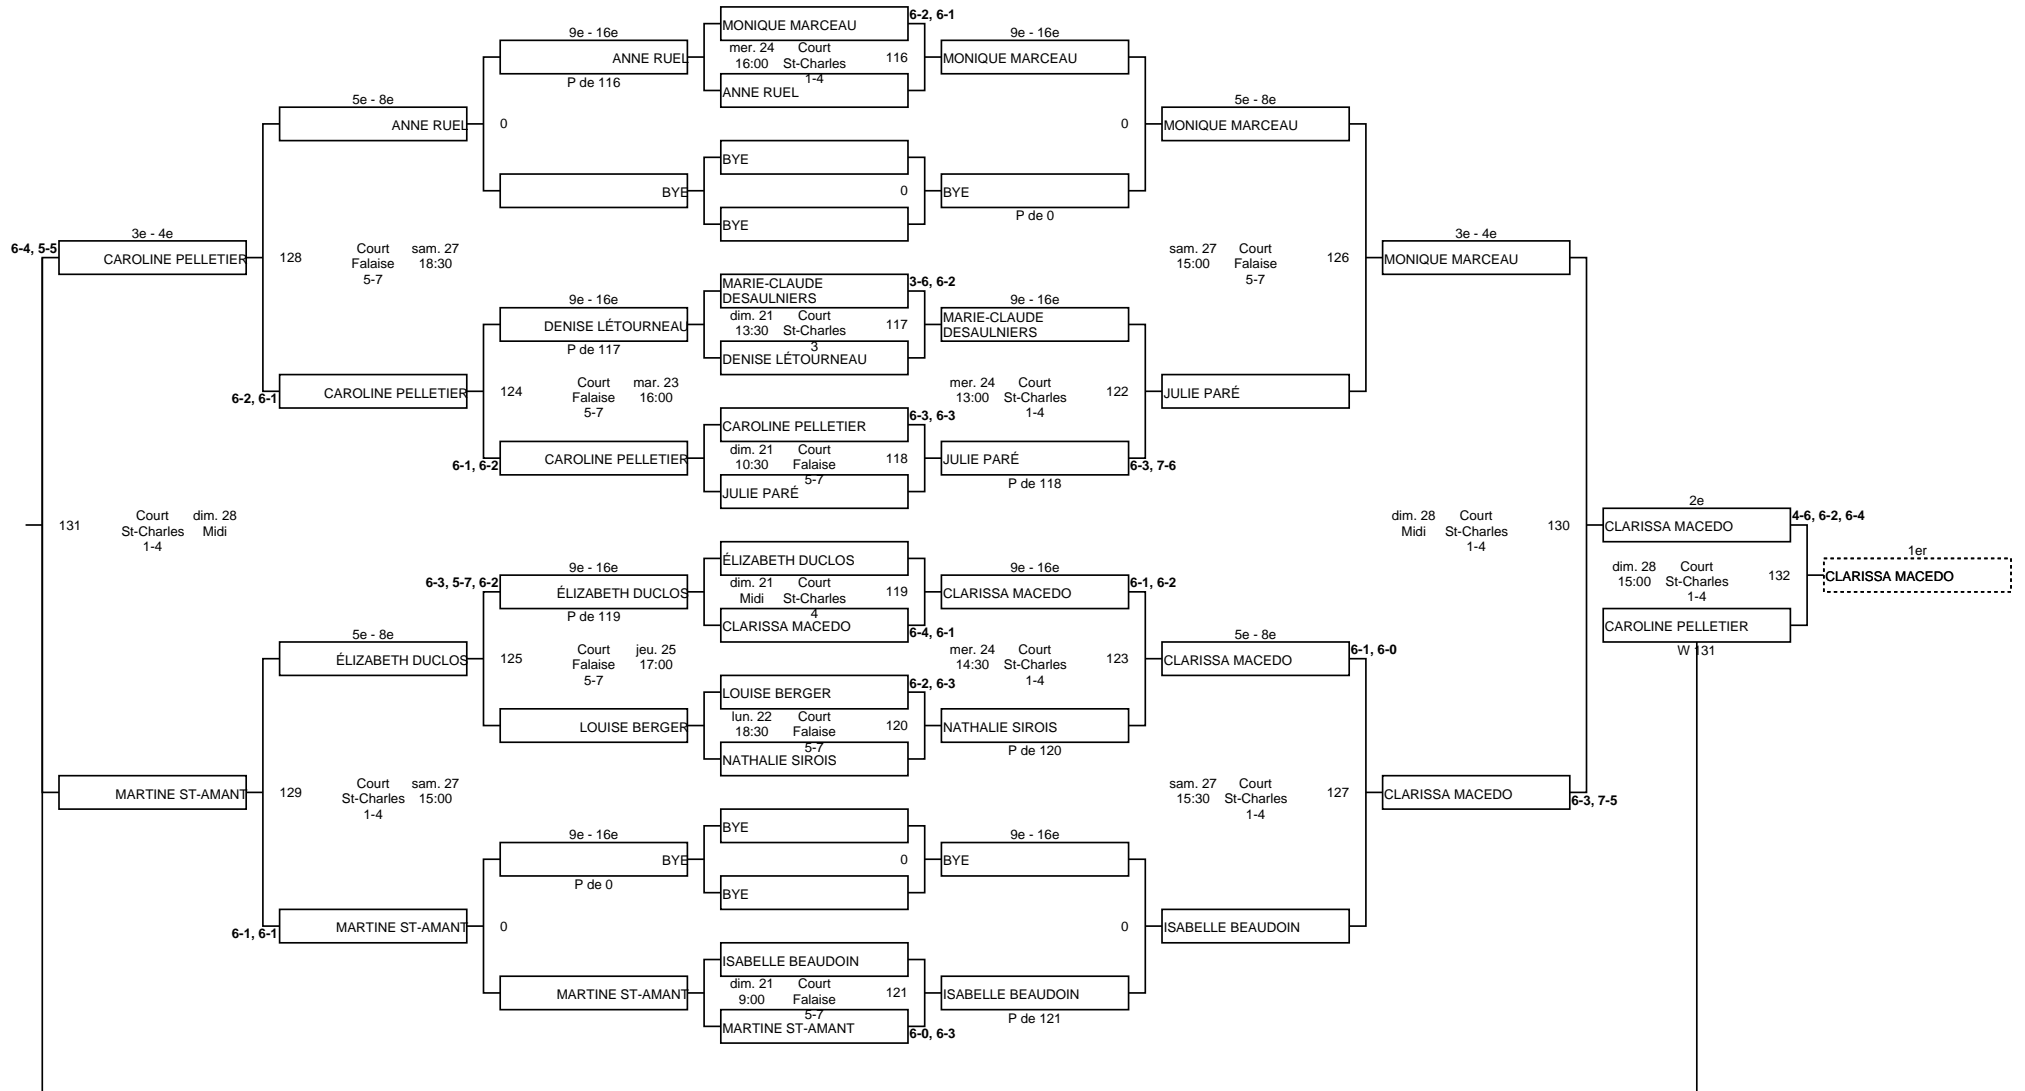 6-2, 6-1
MONIQUE MARCEAU
9e - 16e
9e - 16e
mer. 24 Court
ANNE RUEL
16:00 St-Charles
116
MONIQUE MARCEAU
1-4
P de 116
ANNE RUEL
5e - 8e
5e - 8e
ANNE RUEL
0
0
MONIQUE MARCEAU
BYE
BYE
0
BYE
P de 0
BYE
3e - 4e
3e - 4e
6-4, 5-5
CAROLINE PELLETIER
128
Court sam. 27
Falaise 18:30
5-7
sam. 27 Court
15:00 Falaise
5-7
126
MONIQUE MARCEAU
MARIE-CLAUDE
DESAULNIERS
3-6, 6-2
9e - 16e
9e - 16e
DENISE LÉTOURNEAU
dim. 21 Court
13:30 St-Charles
3
117
MARIE-CLAUDE
DESAULNIERS
P de 117
DENISE LÉTOURNEAU
6-2, 6-1
CAROLINE PELLETIER
124
Court mar. 23
Falaise 16:00
5-7
mer. 24 Court
13:00 St-Charles
1-4
122
JULIE PARÉ
CAROLINE PELLETIER
6-3, 6-3
6-1, 6-2
CAROLINE PELLETIER
dim. 21 Court
10:30 Falaise
5-7
118
JULIE PARÉ
6-3, 7-6
P de 118
JULIE PARÉ
131
Court dim. 28
St-Charles Midi
1-4
dim. 28 Court
Midi St-Charles
1-4
130
2e
CLARISSA MACEDO
4-6, 6-2, 6-4
1er
CLARISSA MACEDO
dim. 28 Court
15:00 St-Charles
1-4
132
CAROLINE PELLETIER
W 131
ÉLIZABETH DUCLOS
6-3, 5-7, 6-2
9e - 16e
9e - 16e
6-1, 6-2
ÉLIZABETH DUCLOS
dim. 21 Court
Midi St-Charles
4
119
CLARISSA MACEDO
P de 119
CLARISSA MACEDO
6-4, 6-1
5e - 8e
5e - 8e
ÉLIZABETH DUCLOS
125
Court jeu. 25
Falaise 17:00
5-7
mer. 24 Court
14:30 St-Charles
1-4
123
CLARISSA MACEDO
6-1, 6-0
LOUISE BERGER
6-2, 6-3
LOUISE BERGER
lun. 22 Court
18:30 Falaise
5-7
120
NATHALIE SIROIS
P de 120
NATHALIE SIROIS
MARTINE ST-AMANT
129
Court sam. 27
St-Charles 15:00
1-4
sam. 27 Court
15:30 St-Charles
1-4
127
CLARISSA MACEDO
6-3, 7-5
BYE
9e - 16e
9e - 16e
BYE
0
BYE
P de 0
BYE
6-1, 6-1
MARTINE ST-AMANT
0
0
ISABELLE BEAUDOIN
ISABELLE BEAUDOIN
MARTINE ST-AMANT
dim. 21 Court
9:00 Falaise
5-7
121
ISABELLE BEAUDOIN
P de 121
MARTINE ST-AMANT
6-0, 6-3